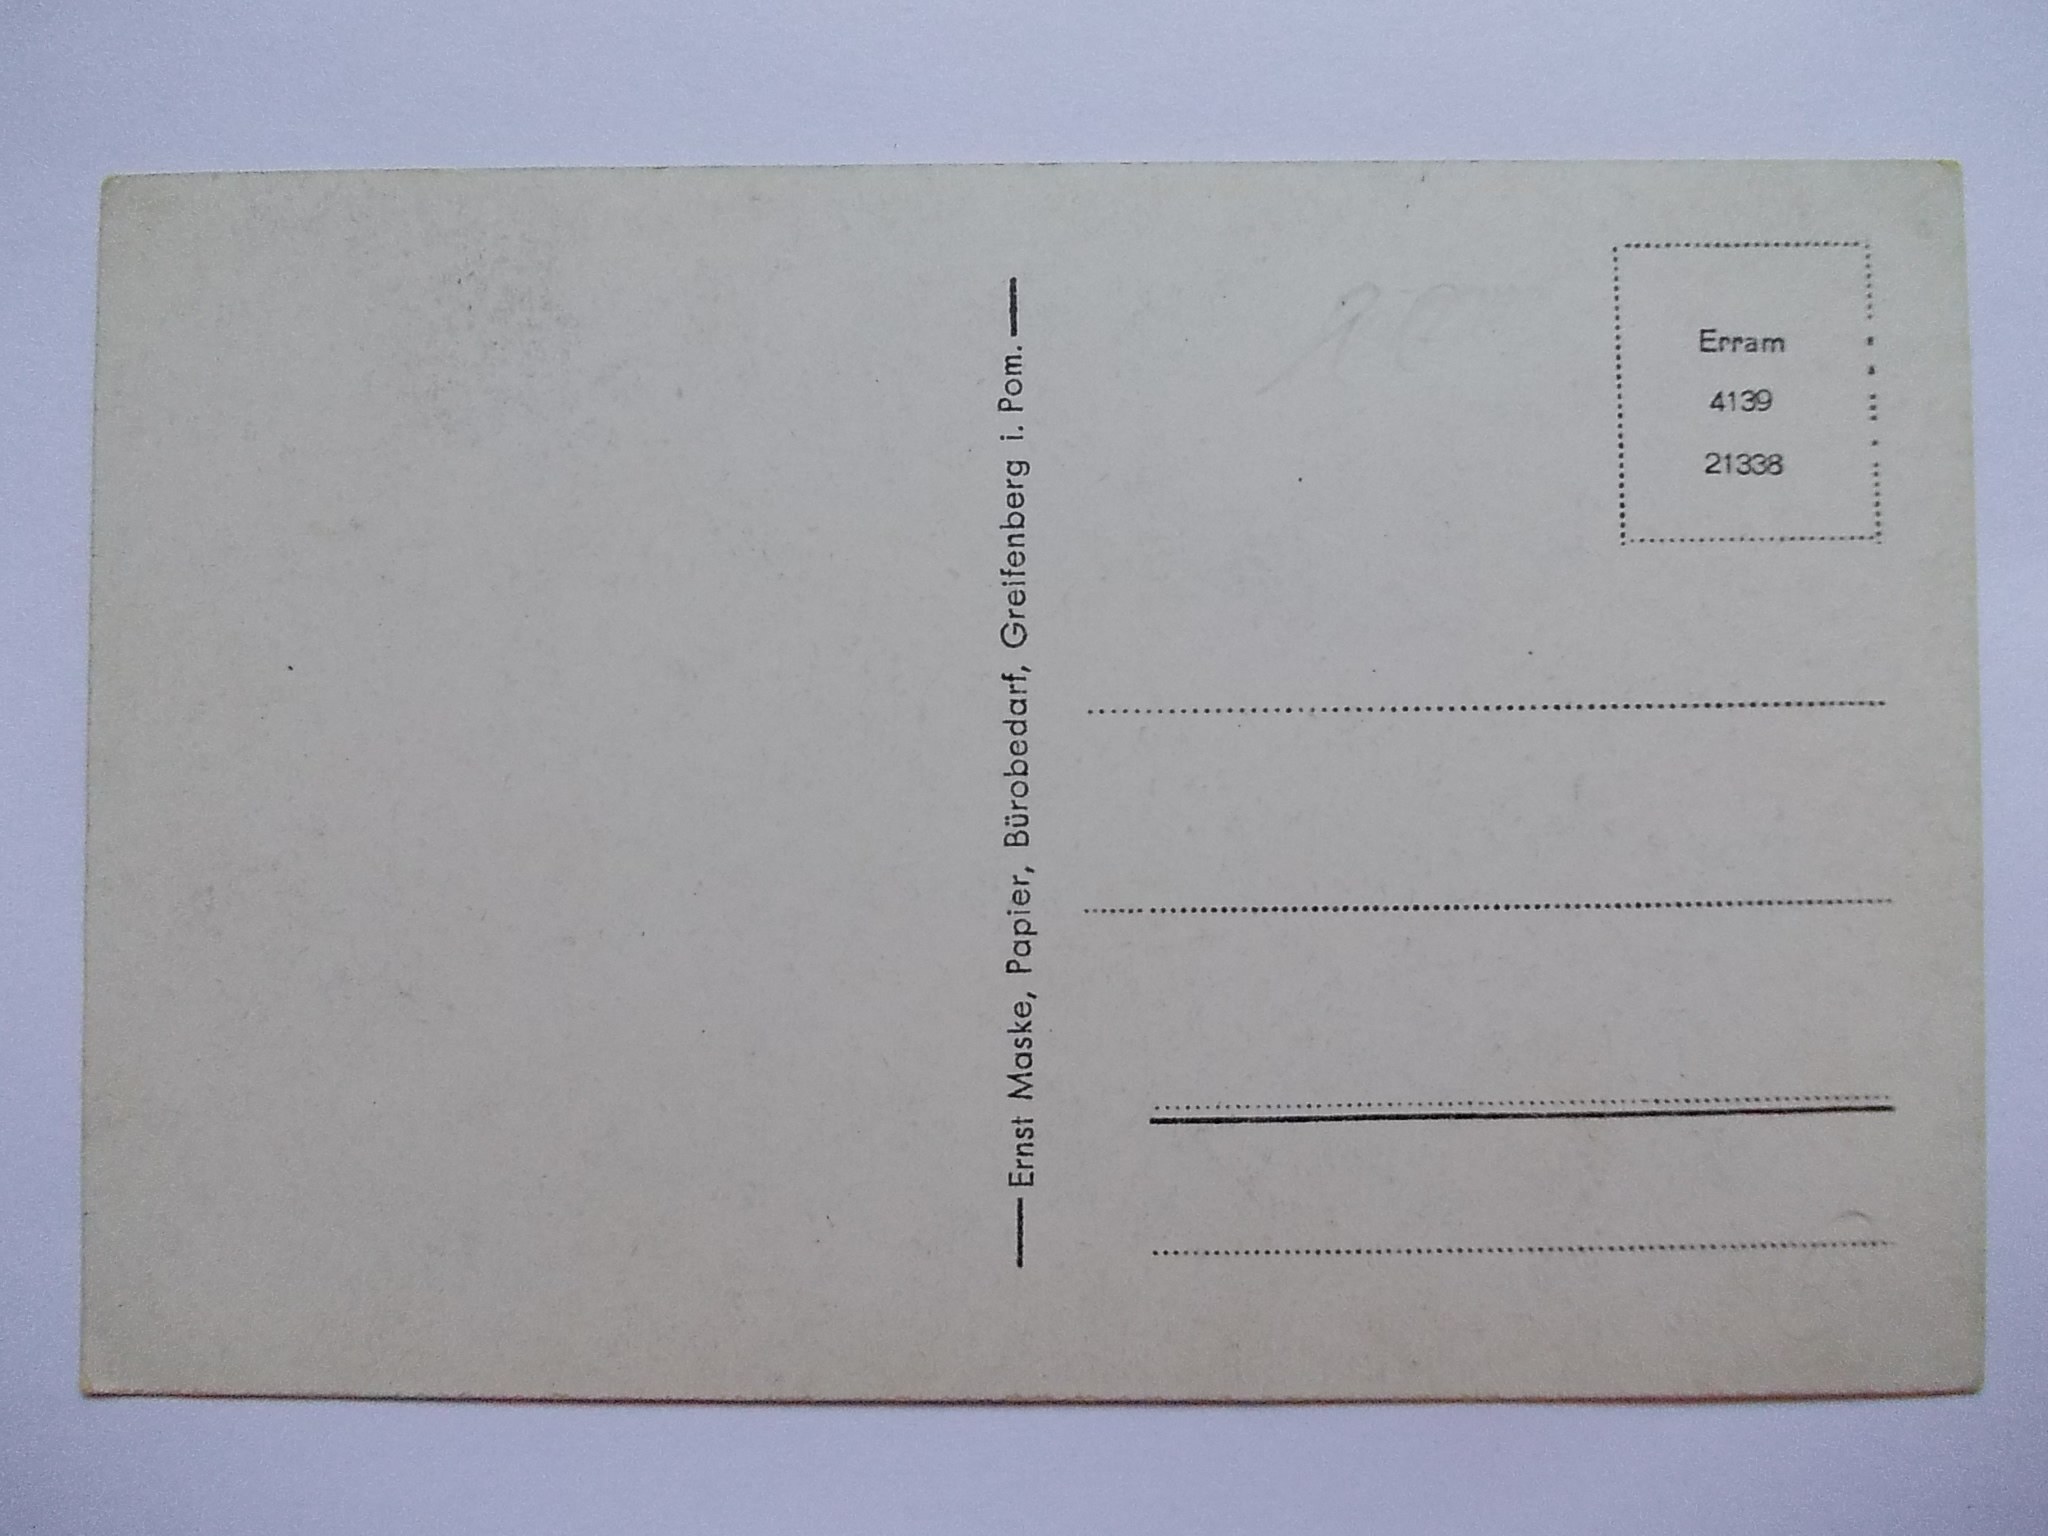 Ernst Maske, Papier, Bürobedarf, Greifenberg i. Pom.
Erram
4139
21338